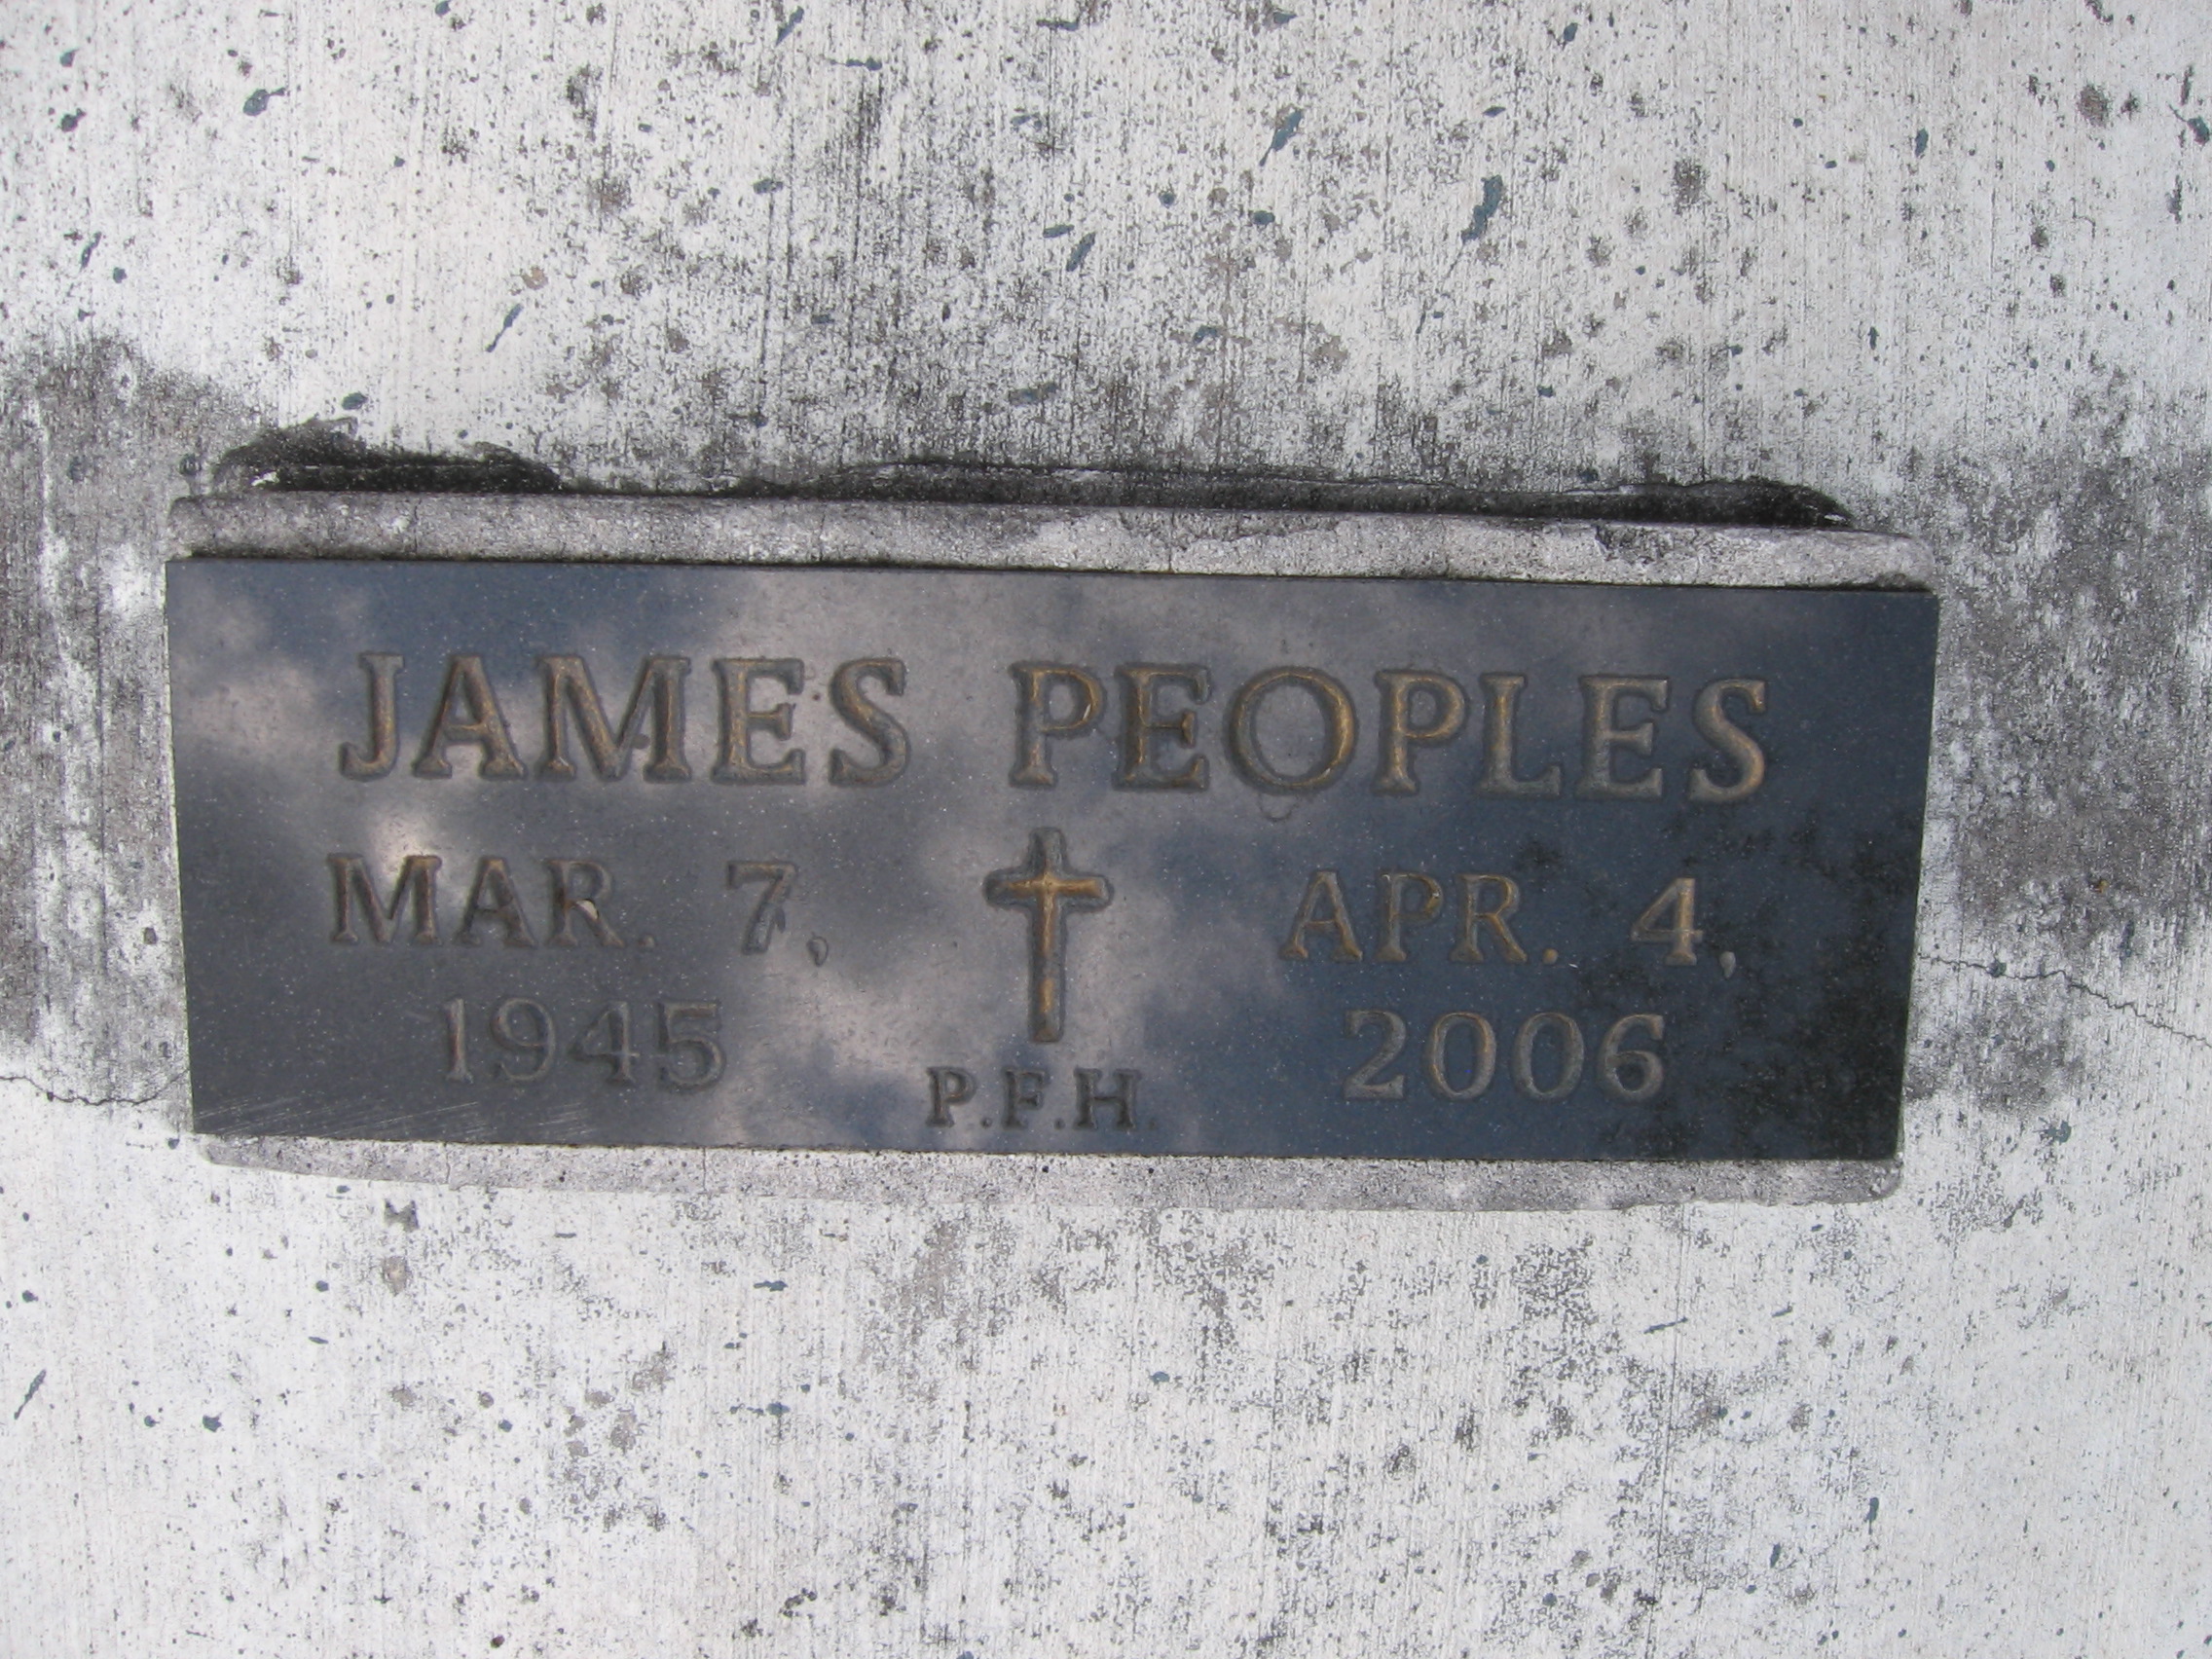 JAMES PEOPLES
MAR. 7, APR. 4,
1945 2006
P.F.H.